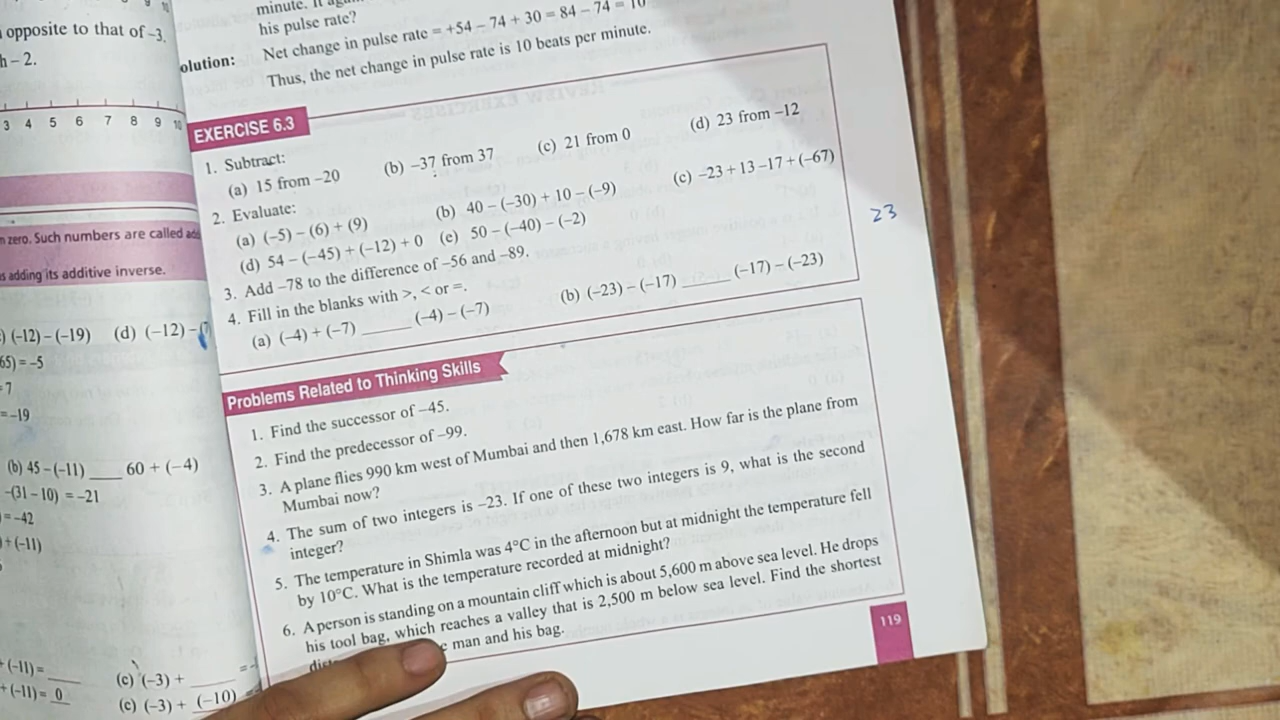 opposite to that of –3.
h – 2.
3 4 5 6 7 8 9 10
n zero. Such numbers are called
s adding its additive inverse.
(-12) – (-19) (d) (-12) –
65) = –5
= –19
(b) 45 – (-11) ____ 60 + (–4)
-(31 – 10) = –21
= –42
+ (-11)
+ (-11) = ____ (c) (-3) + ____ =
+ (-11) = 0 (c) (-3) + (-10)
minute. It
his pulse rate?
olution: Net change in pulse rate = +54 – 74 + 30 = 84 – 74 = 10
Thus, the net change in pulse rate is 10 beats per minute.
EXERCISE 6.3
1. Subtract:
(a) 15 from –20 (b) –37 from 37 (c) 21 from 0 (d) 23 from –12
2. Evaluate:
(a) (–5) – (6) + (9) (b) 40 – (–30) + 10 – (–9) (c) –23 + 13 –17 + (–67)
(d) 54 – (–45) + (–12) + 0 (e) 50 – (–40) – (–2)
3. Add –78 to the difference of –56 and –89.
4. Fill in the blanks with >, < or =.
(a) (–4) + (–7) ____ (–4) – (–7) (b) (–23) – (–17) ____ (–17) – (–23)
23
Problems Related to Thinking Skills
1. Find the successor of –45.
2. Find the predecessor of –99.
3. A plane flies 990 km west of Mumbai and then 1,678 km east. How far is the plane from
Mumbai now?
4. The sum of two integers is –23. If one of these two integers is 9, what is the second
integer?
5. The temperature in Shimla was 4°C in the afternoon but at midnight the temperature fell
by 10°C. What is the temperature recorded at midnight?
6. A person is standing on a mountain cliff which is about 5,600 m above sea level. He drops
his tool bag, which reaches a valley that is 2,500 m below sea level. Find the shortest
man and his bag.
119